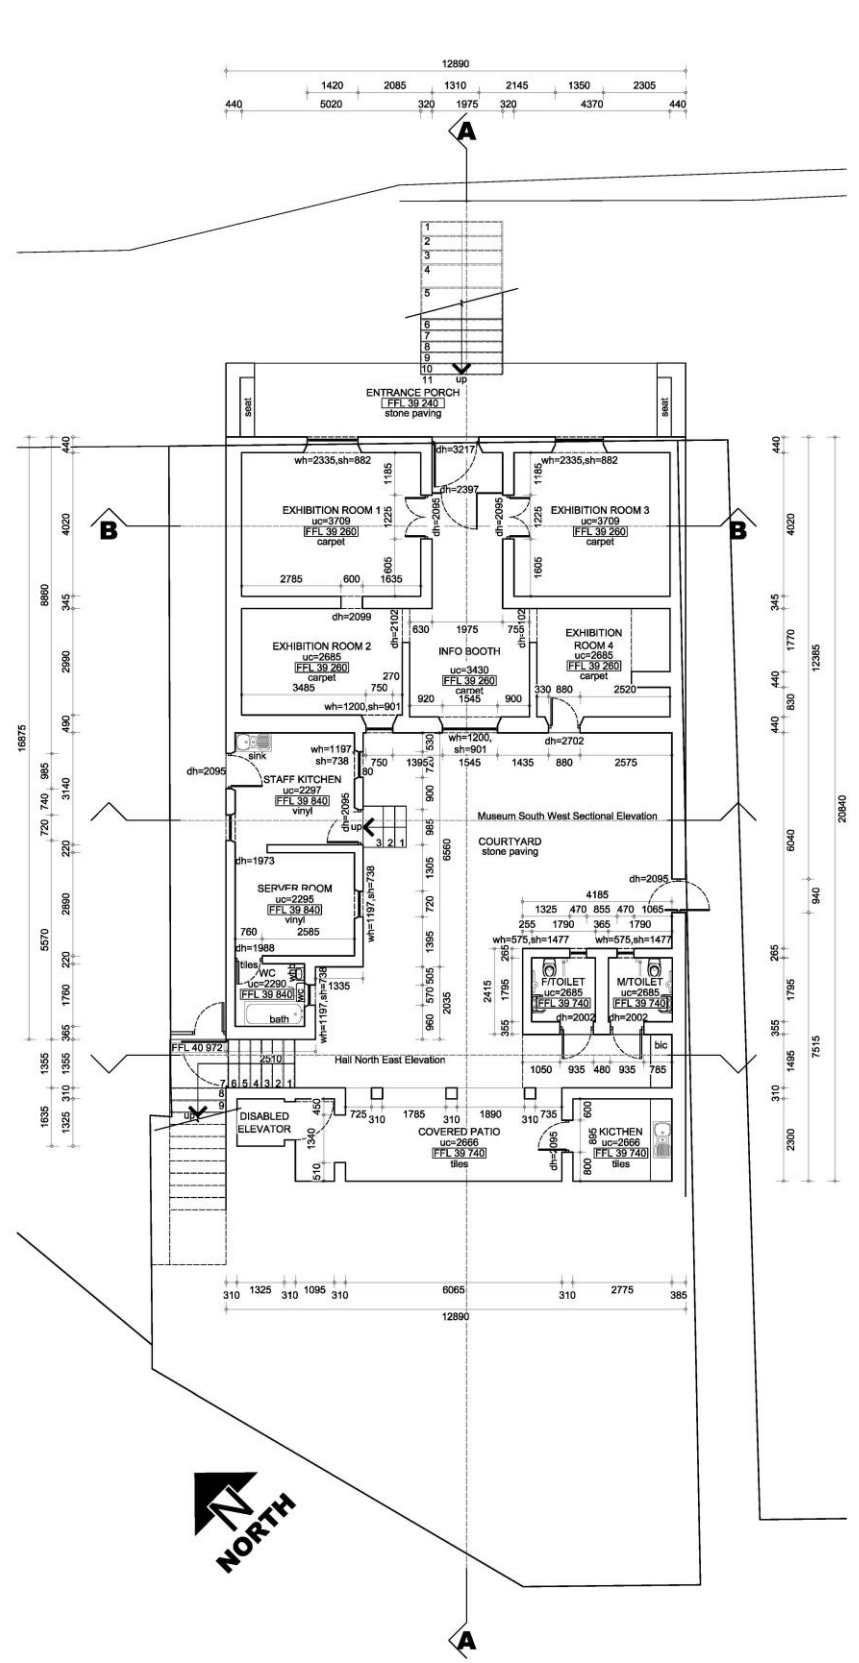 12890
1420 2085 1310 2145 1350 2305
440 5020 320 1975 320 4370 440
A
1
2
3
4
5
6
7
8
9
10
11 up
ENTRANCE PORCH
FFL 39 240
stone paving
seat
seat
dh=3217
wh=2335,sh=882
wh=2335,sh=882
dh=2397
440
1185
1185
440
EXHIBITION ROOM 1
uc=3709
FFL 39 260
carpet
1225
dh=2095
dh=2095
1225
EXHIBITION ROOM 3
uc=3709
FFL 39 260
carpet
B
B
4020
4020
4020
8860
1605
1605
2785 600 1635
345
345
345
dh=2099
dh=2102
dh=2102
630 1975 755
EXHIBITION ROOM 2
uc=2685
FFL 39 260
carpet
INFO BOOTH
uc=3430
FFL 39 260
carpet
EXHIBITION
ROOM 4
uc=2685
FFL 39 260
carpet
2990
1770
12385
270
3485 750
920 1545 900
330 880 2520
440
830
440
wh=1200,sh=901
wh=1200,
sh=901
dh=2702
490
16875
530
sink
wh=1197
sh=738
80
750 1395 1545 1435 880 2575
720
dh=2095
STAFF KITCHEN
uc=2297
FFL 39 840
vinyl
985
3140
740
720
900
dh=2095
up
3 2 1
985
6560
Museum South West Sectional Elevation
COURTYARD
stone paving
6040
20840
220
dh=1973
1305
wh=1197,sh=738
SERVER ROOM
uc=2295
FFL 39 840
vinyl
2890
720
dh=2095
4185
940
1325 470 855 470 1065
255 1790 365 1790
760 2585
1395
5570
wh=575,sh=1477
wh=575,sh=1477
dh=1988
tiles
220
265
265
WC
uc=2290
FFL 39 840
whb
wc
bath
1335
505
570
960
2035
wh=1197,sh=738
1760
365
2415
1795
355
F/TOILET
uc=2685
FFL 39 740
dh=2002
M/TOILET
uc=2685
FFL 39 740
dh=2002
1795
355
7515
bic
FFL 40 972
2510
Hall North East Elevation
1050 935 480 935 785
1355
1355
1495
7 6 5 4 3 2 1
8
9
up
310
310
1635
1325
DISABLED
ELEVATOR
450
1340
510
725 310 1785 310 1890 310 735
COVERED PATIO
uc=2666
FFL 39 740
tiles
dh=2095
600
895
800
KICTHEN
uc=2666
FFL 39 740
tiles
2300
310 1325 310 1095 310 6065 310 2775 385
12890
N
NORTH
A